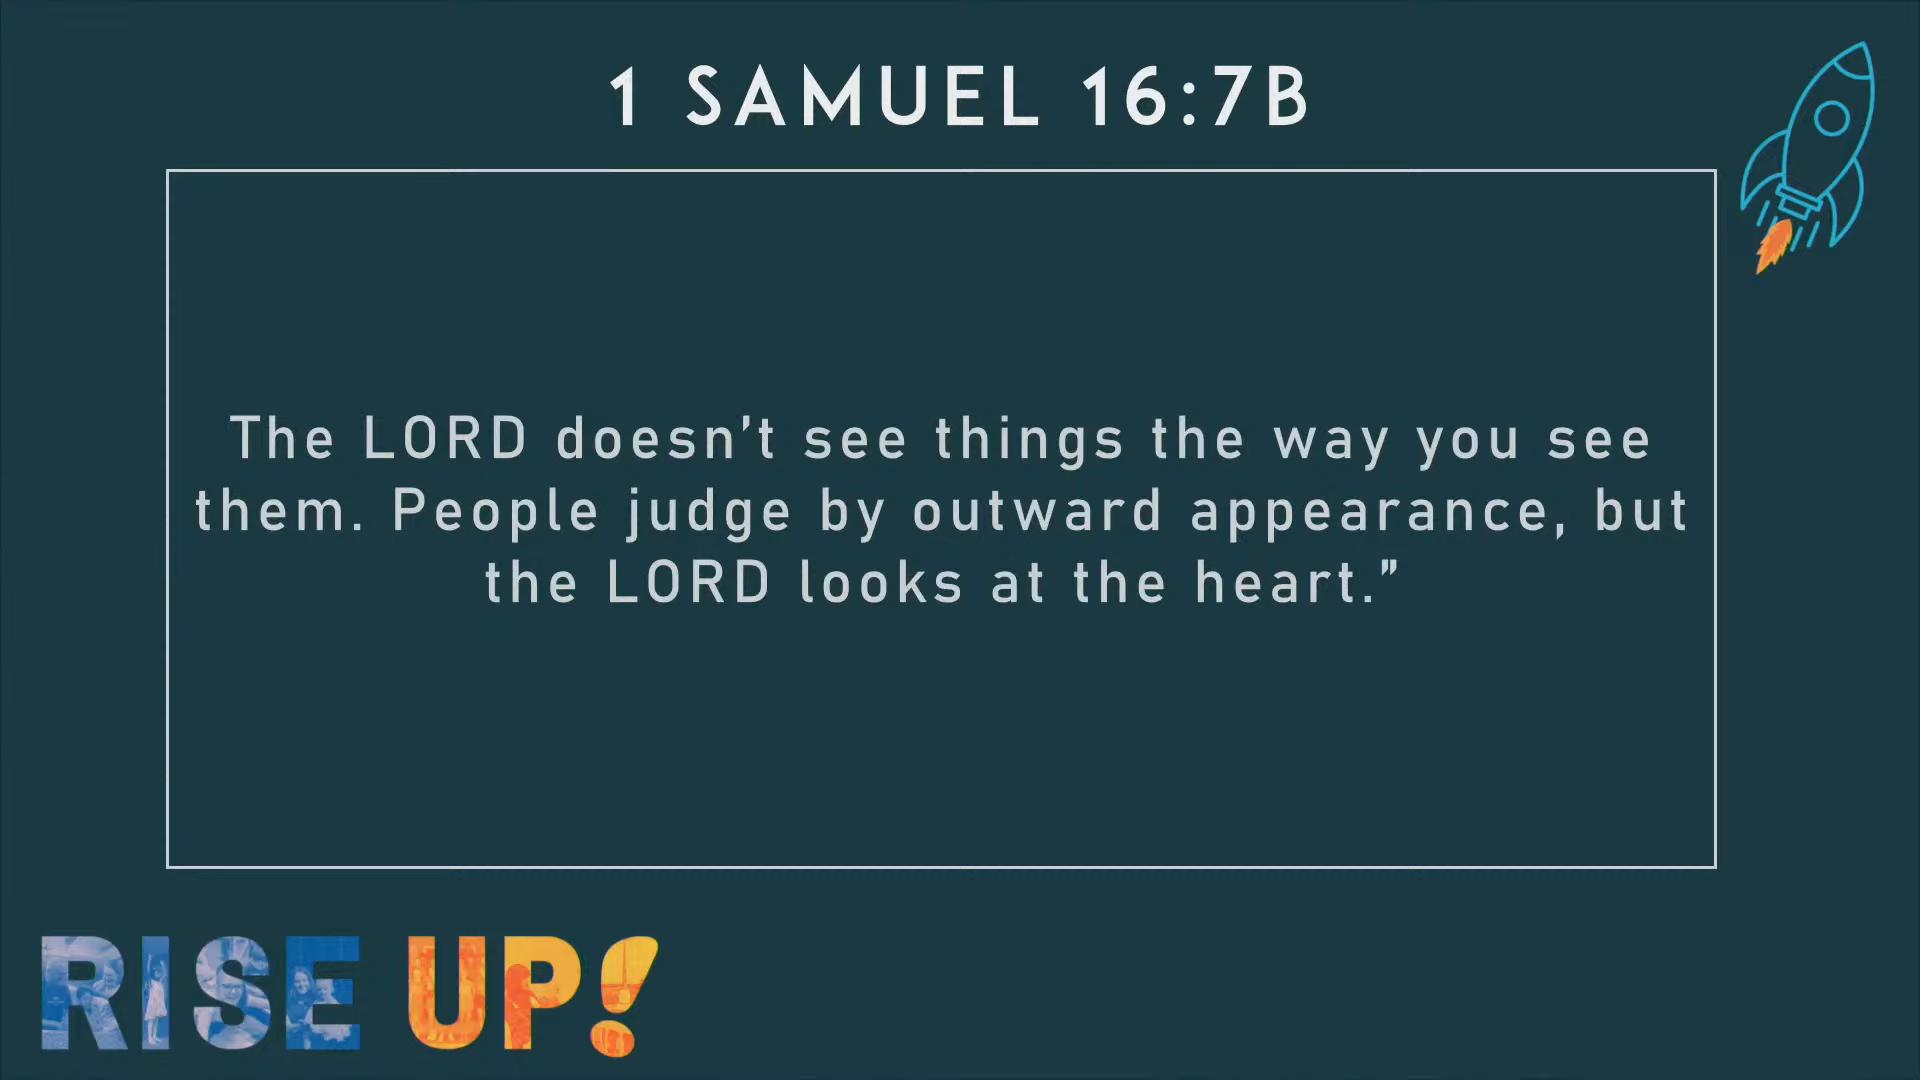 1 SAMUEL 16:7B
The LORD doesn’t see things the way you see
them. People judge by outward appearance, but
the LORD looks at the heart.”
RISE UP!